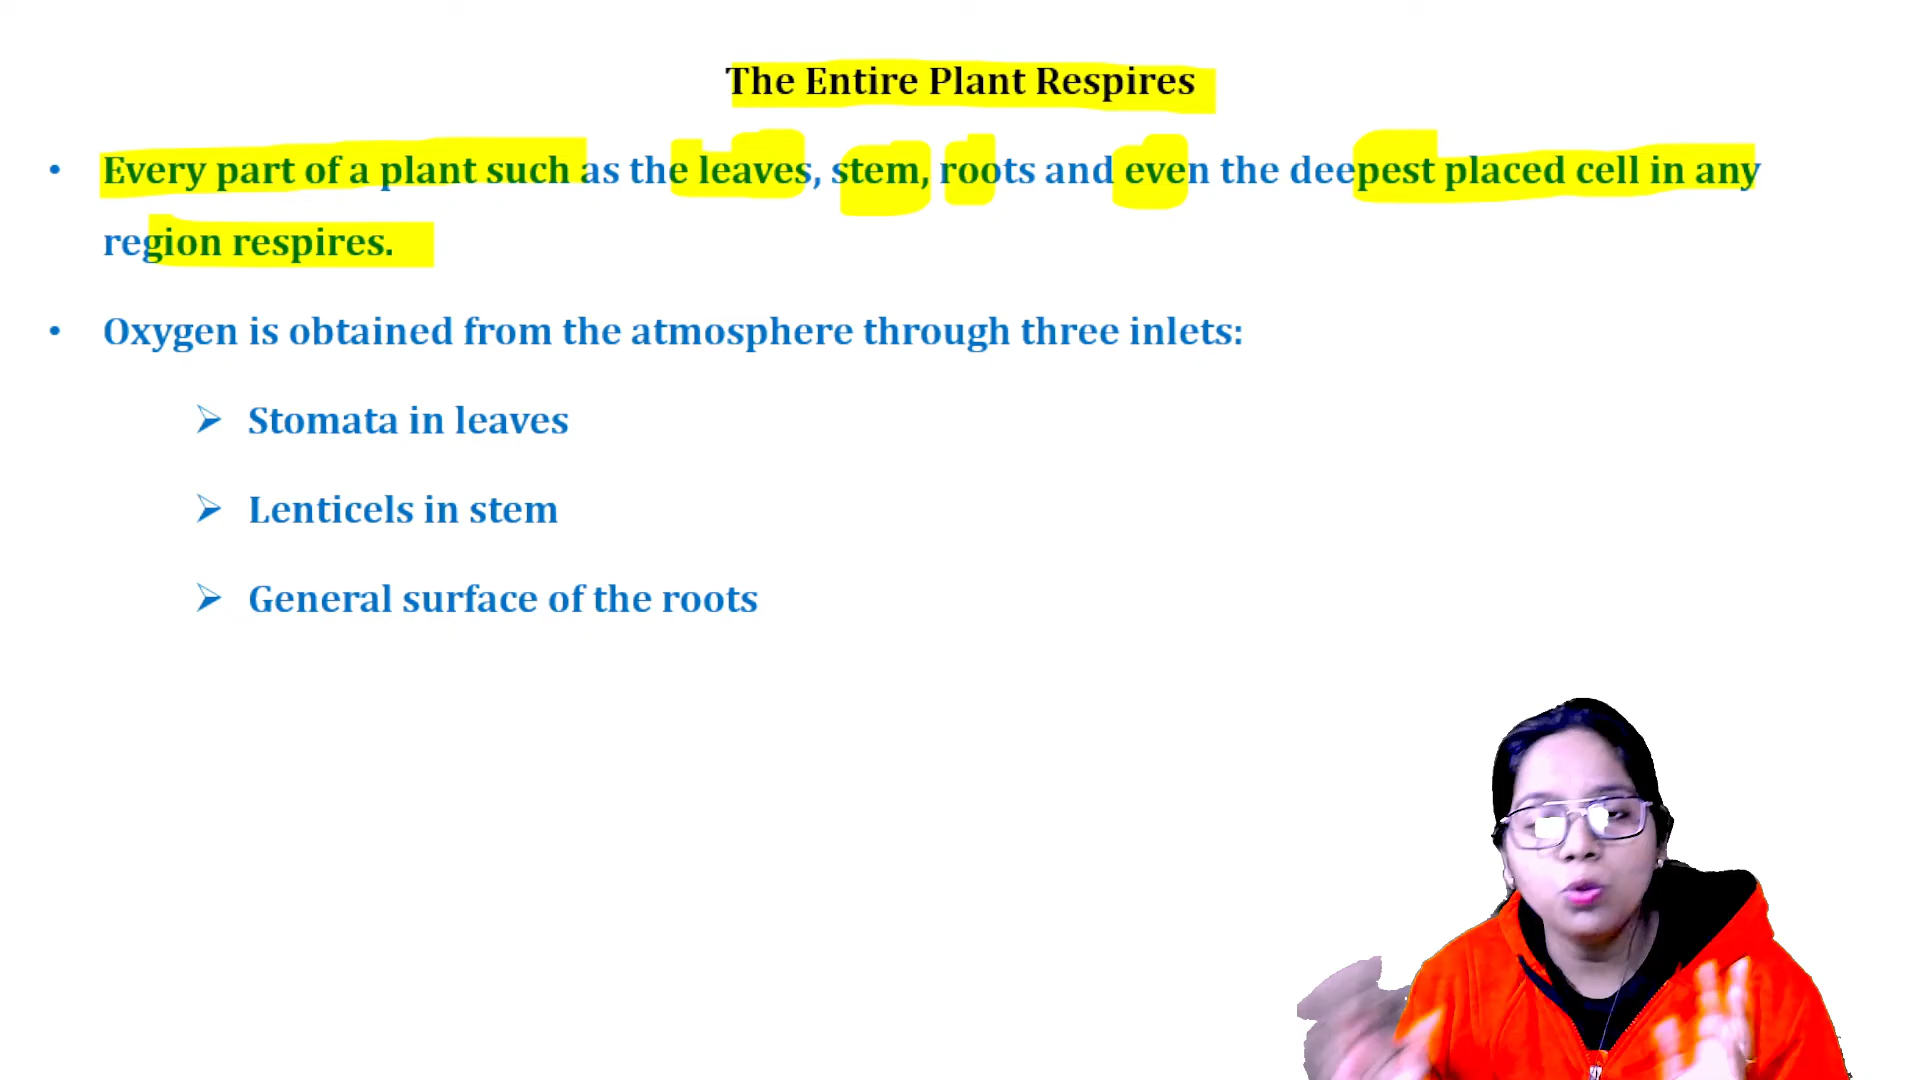 The Entire Plant Respires
• Every part of a plant such as the leaves, stem, roots and even the deepest placed cell in any
region respires.
• Oxygen is obtained from the atmosphere through three inlets:
➢ Stomata in leaves
➢ Lenticels in stem
➢ General surface of the roots